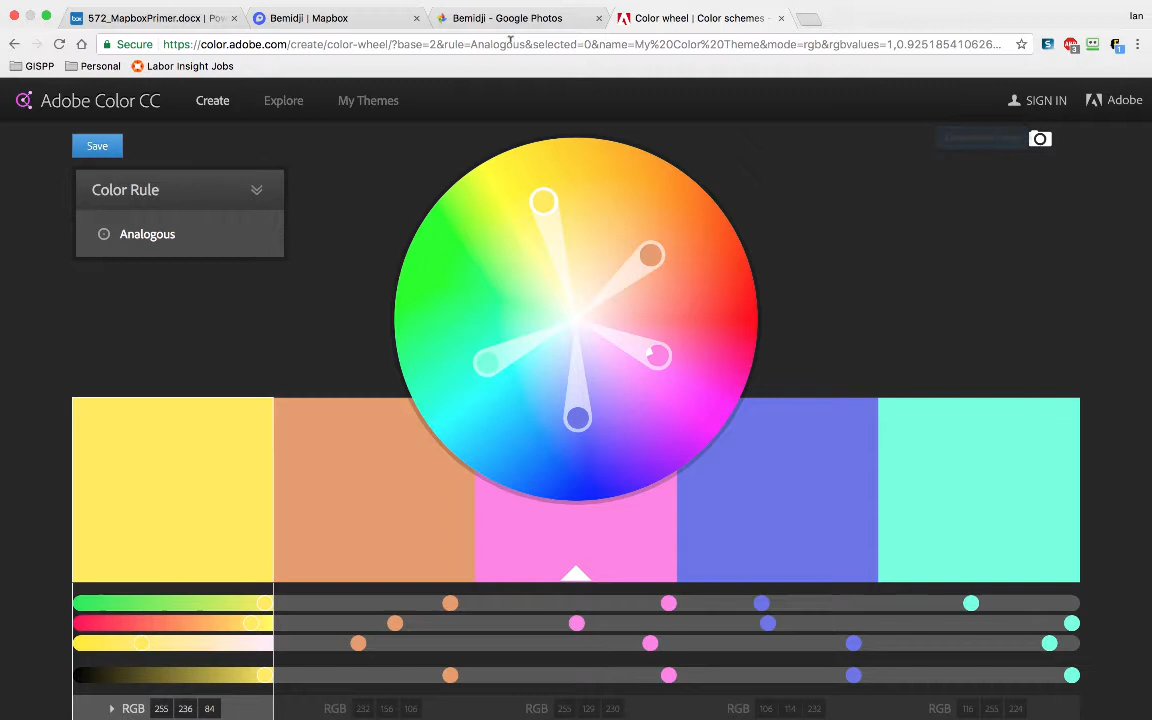 572_MapboxPrimer.docx | Pow
Bemidji | Mapbox
Bemidji - Google Photos
Color wheel | Color schemes -
Ian
Secure
https://color.adobe.com/create/color-wheel/?base=2&rule=Analogous&selected=0&name=My%20Color%20Theme&mode=rgb&rgbvalues=1,0.925185410626...
GISPP
Personal
Labor Insight Jobs
Adobe Color CC
Create
Explore
My Themes
SIGN IN
Adobe
Save
Color Rule
Analogous
RGB 255 236 84
RGB 232 156 106
RGB 255 129 230
RGB 106 114 232
RGB 116 255 224